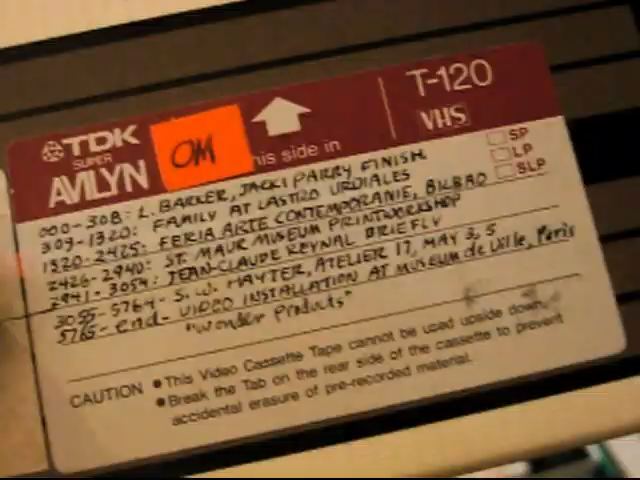 TDK
SUPER
AVILYN
OM
his side in
T-120
VHS
SP
LP
SLP
000-308: L. BARKER, JACKI PARRY FINISH
309-1320: FAMILY AT LASTRO URDIALES
1320-2425: FERIA ARTE CONTEMPORANIE, BILBAO
2426-2940: ST. MAUR MUSEUM PRINTWORKSHOP
2941-3054: JEAN-CLAUDE REYNAL BRIEFLY
3055-5764- S.W. HAYTER, ATELIER 17, MAY 3, 5
5765-end- VIDEO INSTALLATION AT MUSEUM de Ville, Paris
"wonder Products"
CAUTION ●This Video Cassette Tape cannot be used upside down.
●Break the Tab on the rear side of the cassette to prevent
accidental erasure of pre-recorded material.